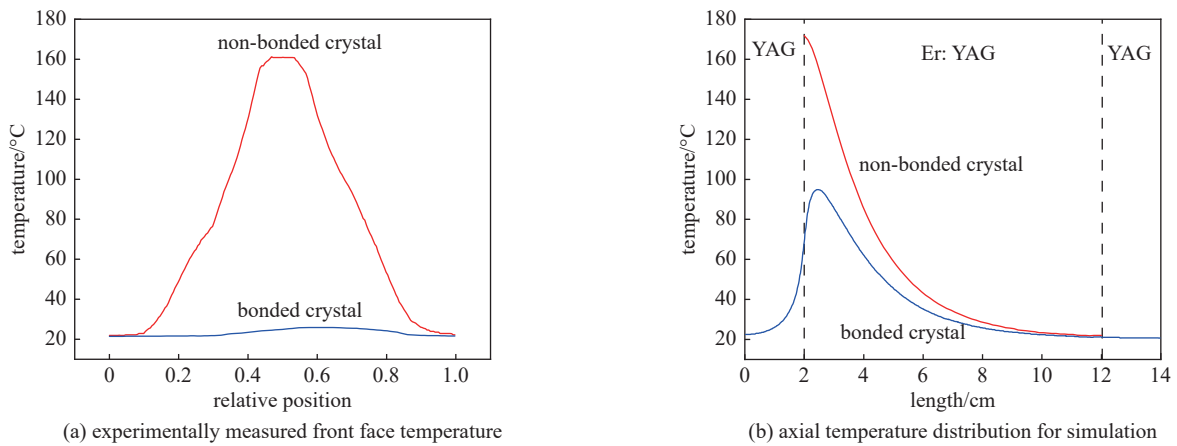 180
160
140
120
100
80
60
40
20
temperature/°C
non-bonded crystal
bonded crystal
0
0.2
0.4
0.6
0.8
1.0
relative position
(a) experimentally measured front face temperature
180
160
140
120
100
80
60
40
20
temperature/°C
YAG
Er: YAG
YAG
non-bonded crystal
bonded crystal
0
2
4
6
8
10
12
14
length/cm
(b) axial temperature distribution for simulation